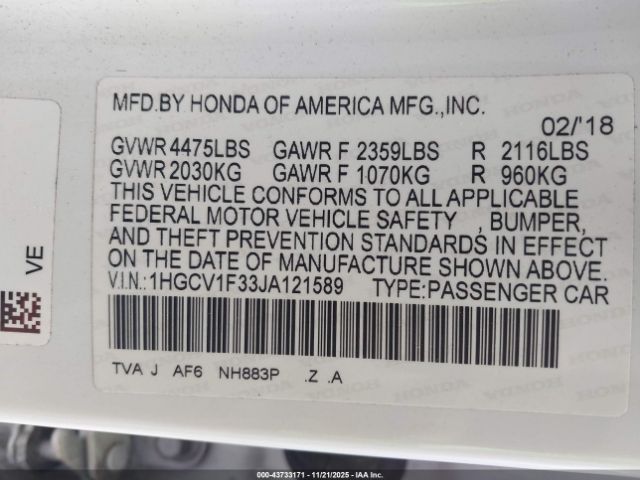 MFD.BY HONDA OF AMERICA MFG.,INC.
02/'18
GVWR 4475LBS GAWR F 2359LBS R 2116LBS
GVWR 2030KG GAWR F 1070KG R 960KG
THIS VEHICLE CONFORMS TO ALL APPLICABLE
FEDERAL MOTOR VEHICLE SAFETY , BUMPER,
AND THEFT PREVENTION STANDARDS IN EFFECT
ON THE DATE OF MANUFACTURE SHOWN ABOVE.
V.I.N.: 1HGCV1F33JA121589 TYPE:PASSENGER CAR
TVA J AF6 NH883P .Z .A
VE
000-43733171 - 11/21/2025 - IAA Inc.